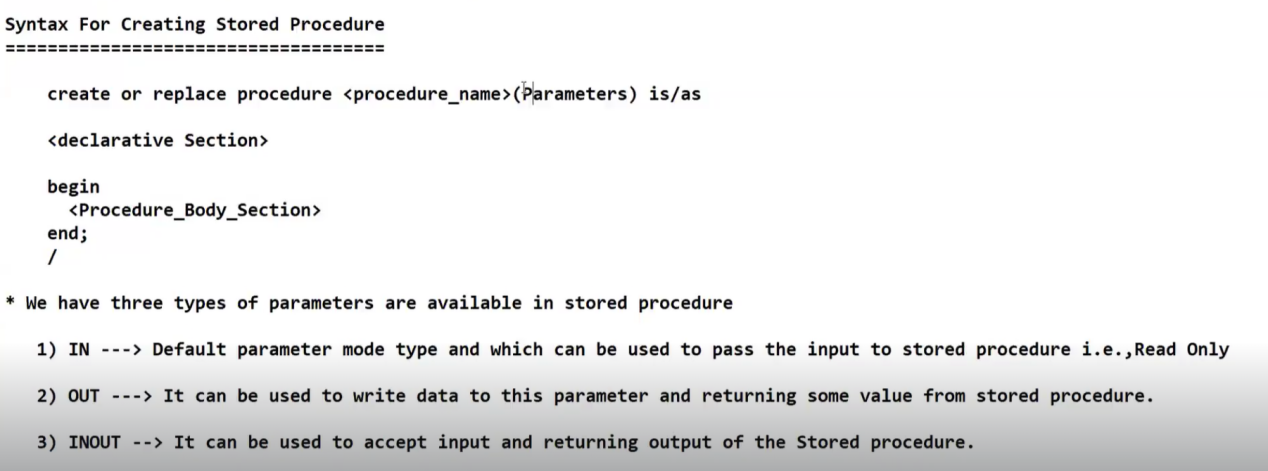 Syntax For Creating Stored Procedure
====================================
create or replace procedure <procedure_name>(Parameters) is/as
<declarative Section>
begin
<Procedure_Body_Section>
end;
/
* We have three types of parameters are available in stored procedure
1) IN ---> Default parameter mode type and which can be used to pass the input to stored procedure i.e.,Read Only
2) OUT ---> It can be used to write data to this parameter and returning some value from stored procedure.
3) INOUT --> It can be used to accept input and returning output of the Stored procedure.